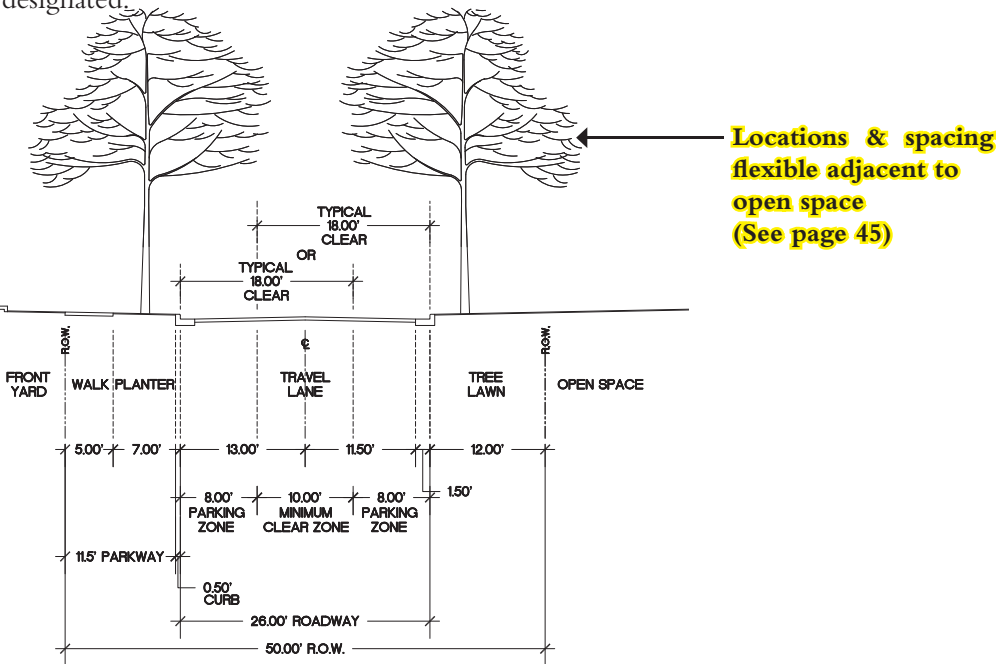 designated.
Locations & spacing
flexible adjacent to
open space
(See page 45)
TYPICAL
18.00'
CLEAR
OR
TYPICAL
18.00'
CLEAR
R.O.W.
℄
R.O.W.
FRONT
YARD
WALK
PLANTER
TRAVEL
LANE
TREE
LAWN
OPEN SPACE
5.00'
7.00'
13.00'
11.50'
12.00'
1.50'
8.00'
PARKING
ZONE
10.00'
MINIMUM
CLEAR ZONE
8.00'
PARKING
ZONE
11.5' PARKWAY
0.50'
CURB
26.00' ROADWAY
50.00' R.O.W.